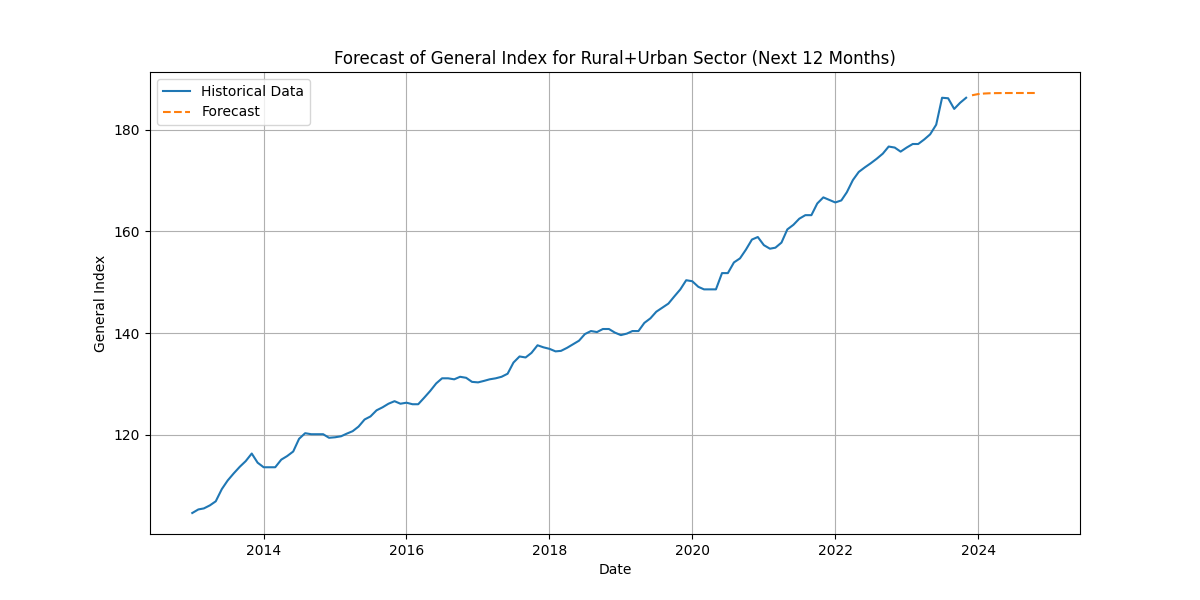 Forecast of General Index for Rural+Urban Sector (Next 12 Months)
Historical Data
Forecast
180
160
140
120
General Index
2014 2016 2018 2020 2022 2024
Date